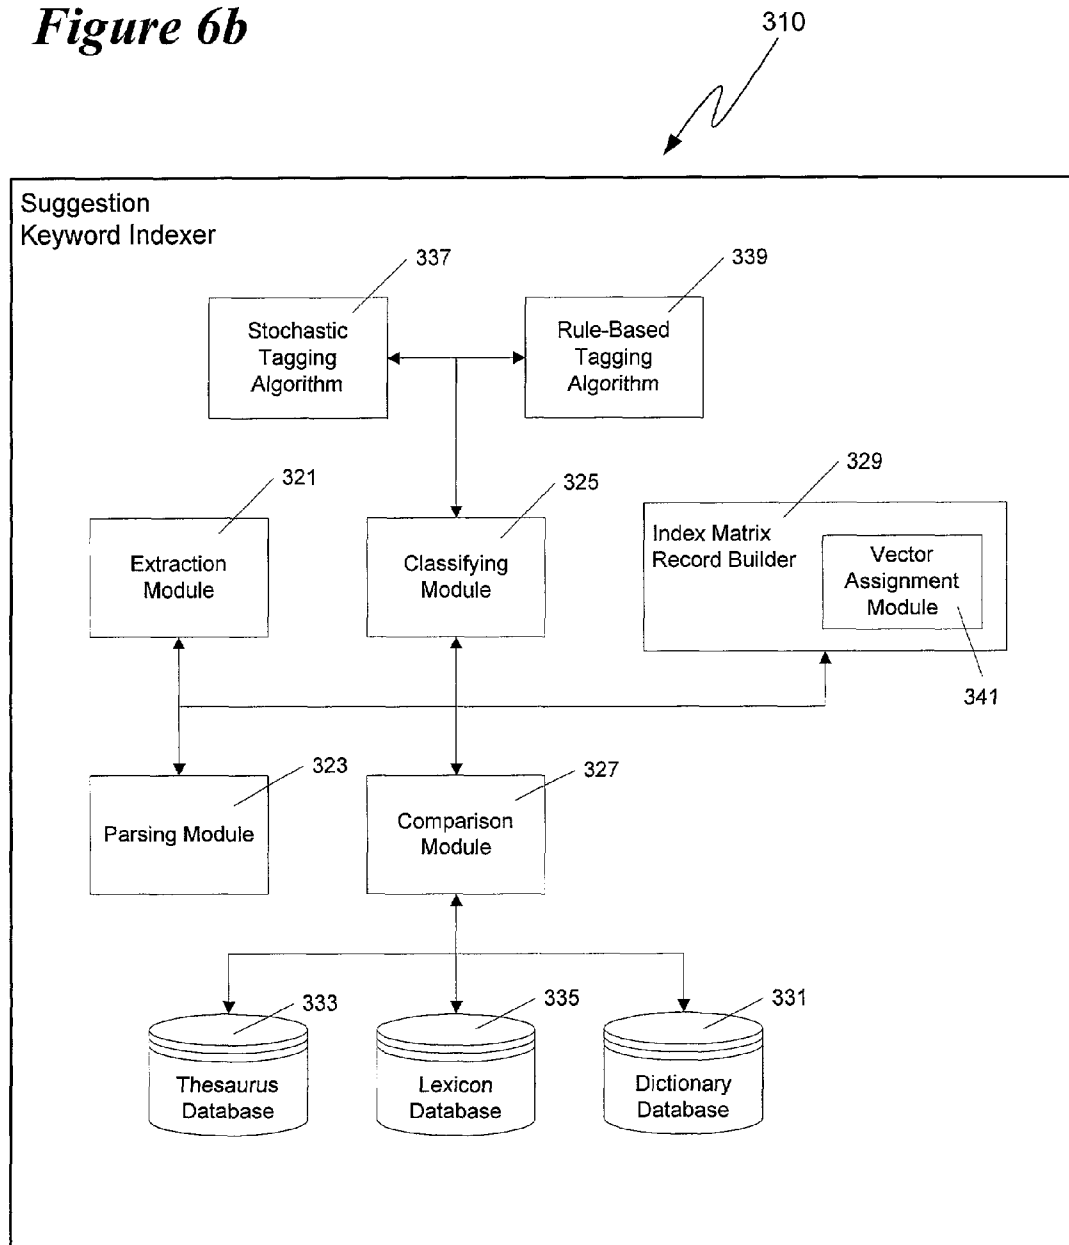 Figure 6b
310
Suggestion
Keyword Indexer
337
339
Stochastic
Tagging
Algorithm
Rule-Based
Tagging
Algorithm
321
325
329
Extraction
Module
Classifying
Module
Index Matrix
Record Builder
Vector
Assignment
Module
341
323
327
Parsing Module
Comparison
Module
333
335
331
Thesaurus
Database
Lexicon
Database
Dictionary
Database